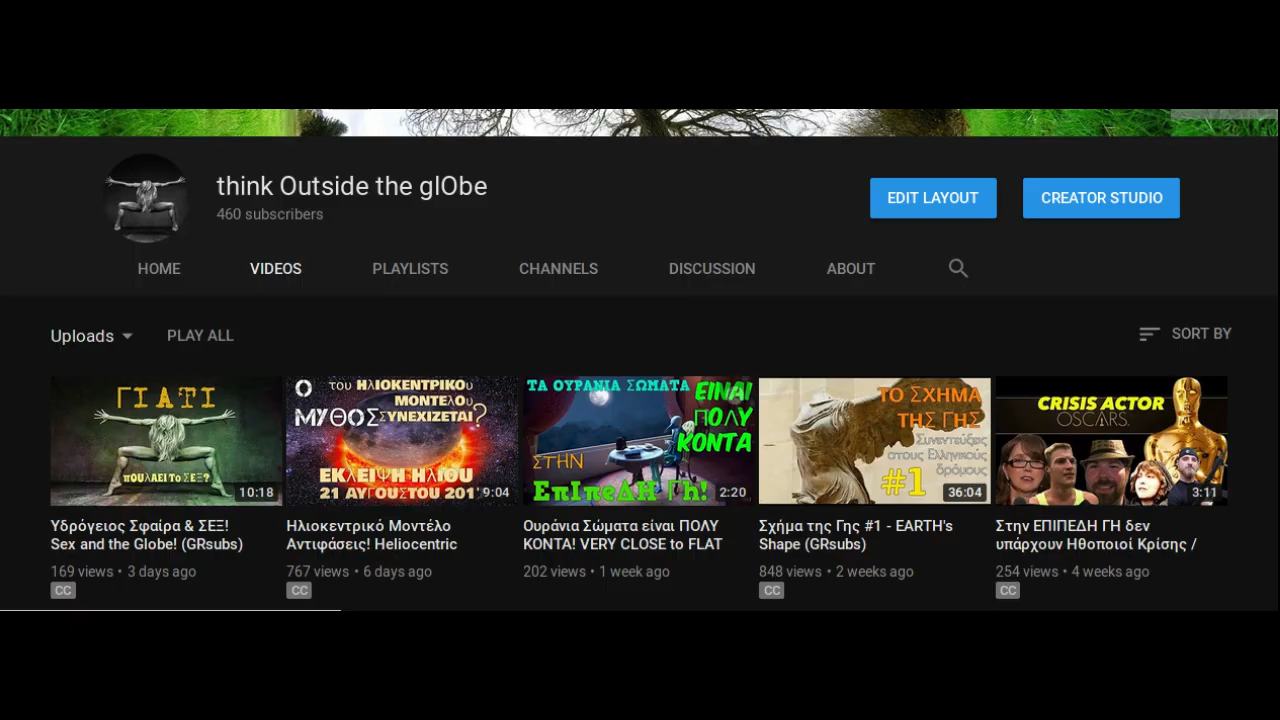 think Outside the glObe
460 subscribers
EDIT LAYOUT
CREATOR STUDIO
HOME VIDEOS PLAYLISTS CHANNELS DISCUSSION ABOUT
Uploads PLAY ALL
SORT BY
ΓΙΑΤΙ
ποΥλΑΕΙ Το ΣΕΞ?
10:18
Υδρόγειος Σφαίρα & ΣΕΞ!
Sex and the Globe! (GRsubs)
169 views • 3 days ago
CC
του ΗλΙΟΚΕΝΤΡΙΚΟυ
ΜΟΝΤΕΛΟυ
ΜΥΘΟΣ ΣΥΝΕΧΙΖΕΤΑΙ?
ΕΚΛΕΙΨΗ ΗΛΙΟΥ
21 ΑΥΓΟΥΣΤΟΥ 201
9:04
Ηλιοκεντρικό Μοντέλο
Αντιφάσεις! Heliocentric
767 views • 6 days ago
CC
ΤΑ ΟΥΡΑΝΙΑ ΣΩΜΑΤΑ
ΕΙΝΑΙ
ΠΟΛΥ
ΚΟΝΤΑ
ΣΤΗΝ
ΕπΙπεΔΗ Γh!
2:20
Ουράνια Σώματα είναι ΠΟΛΥ
ΚΟΝΤΑ! VERY CLOSE to FLAT
202 views • 1 week ago
ΤΟ ΣΧΗΜΑ
ΤΗΣ ΓΗΣ
Συνεντεύξεις
στους Ελληνικούς
δρόμους
#1
36:04
Σχήμα της Γης #1 - EARTH's
Shape (GRsubs)
848 views • 2 weeks ago
CC
CRISIS ACTOR
OSCARS.
3:11
Στην ΕΠΙΠΕΔΗ ΓΗ δεν
υπάρχουν Ηθοποιοί Κρίσης /
254 views • 4 weeks ago
CC